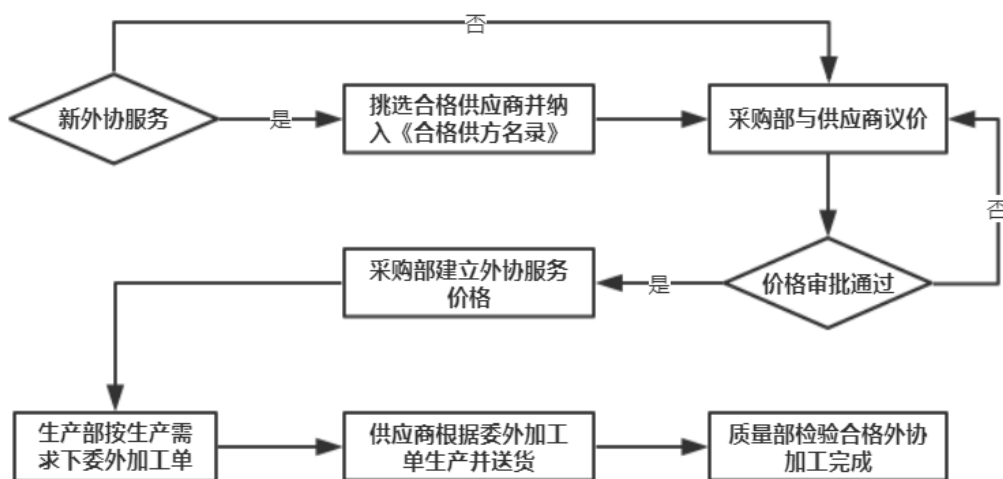 否
新外协服务
是
挑选合格供应商并纳
入《合格供方名录》
采购部与供应商议价
否
采购部建立外协服务
价格
是
价格审批通过
生产部按生产需
求下委外加工单
供应商根据委外加工
单生产并送货
质量部检验合格外协
加工完成